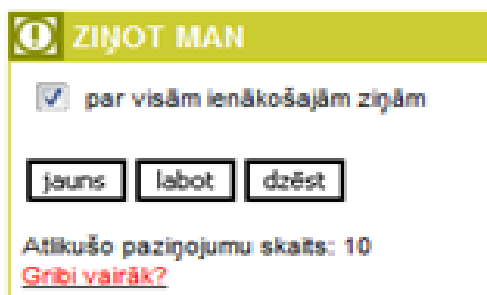 ZIŅOT MAN
par visām ienākošajām ziņām
jauns labot dzēst
Atlikušo paziņojumu skaits: 10
Gribi vairāk?